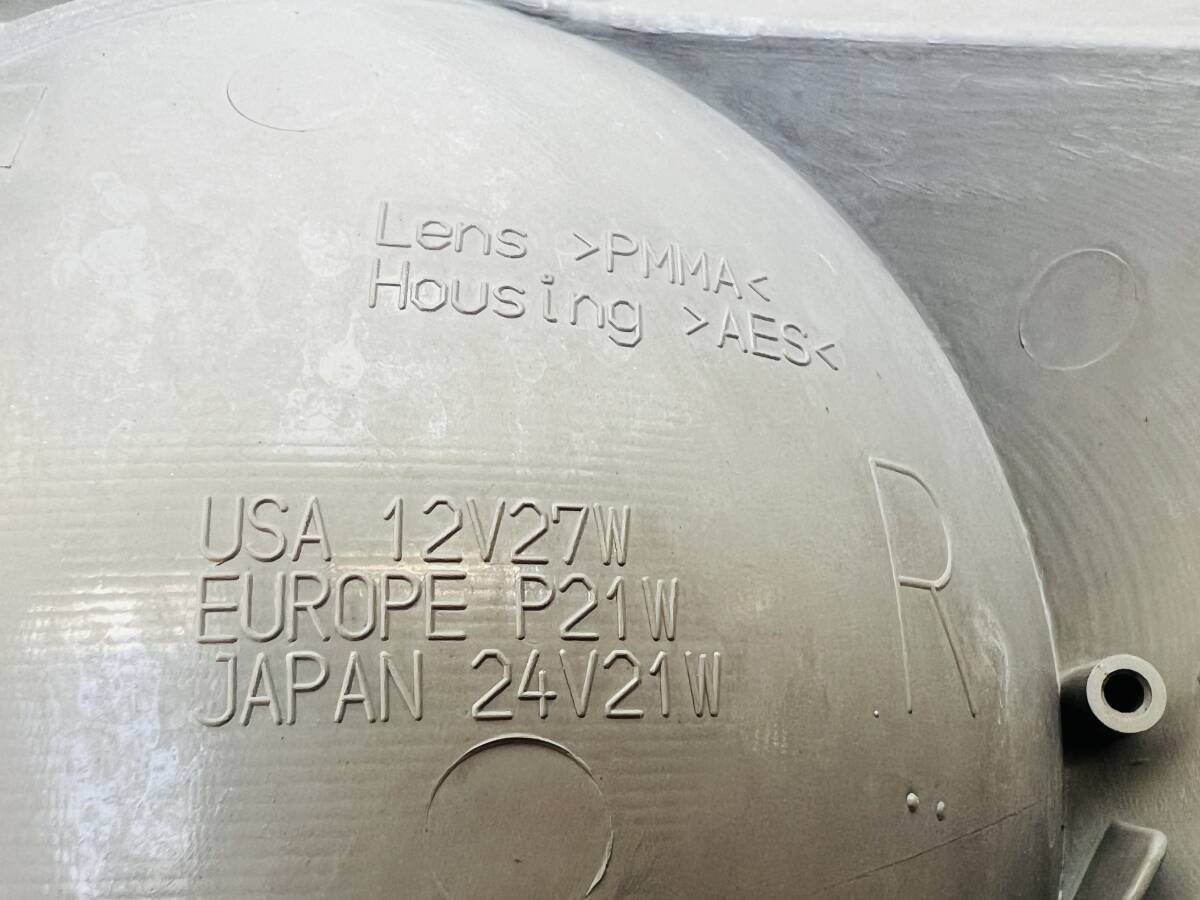 Lens >PMMA<
Housing >AES<
USA 12V27W
EUROPE P21W
JAPAN 24V21W
R